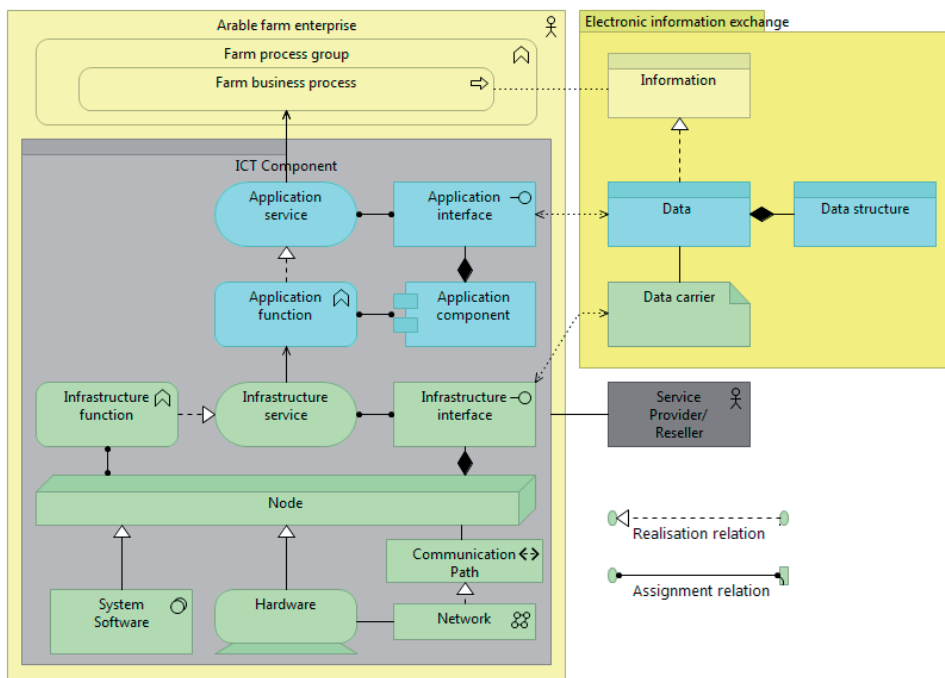 Arable farm enterprise
Farm process group
Farm business process
Electronic information exchange
Information
ICT Component
Application
service
Application
interface
Data
Data structure
Application
function
Application
component
Data carrier
Infrastructure
function
Infrastructure
service
Infrastructure
interface
Service
Provider/
Reseller
Node
Communication
Path
System
Software
Hardware
Network
Realisation relation
Assignment relation